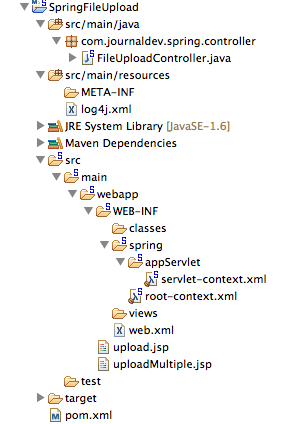 SpringFileUpload
src/main/java
com.journaldev.spring.controller
FileUploadController.java
src/main/resources
META-INF
log4j.xml
JRE System Library [JavaSE-1.6]
Maven Dependencies
src
main
webapp
WEB-INF
classes
spring
appServlet
servlet-context.xml
root-context.xml
views
web.xml
upload.jsp
uploadMultiple.jsp
test
target
pom.xml